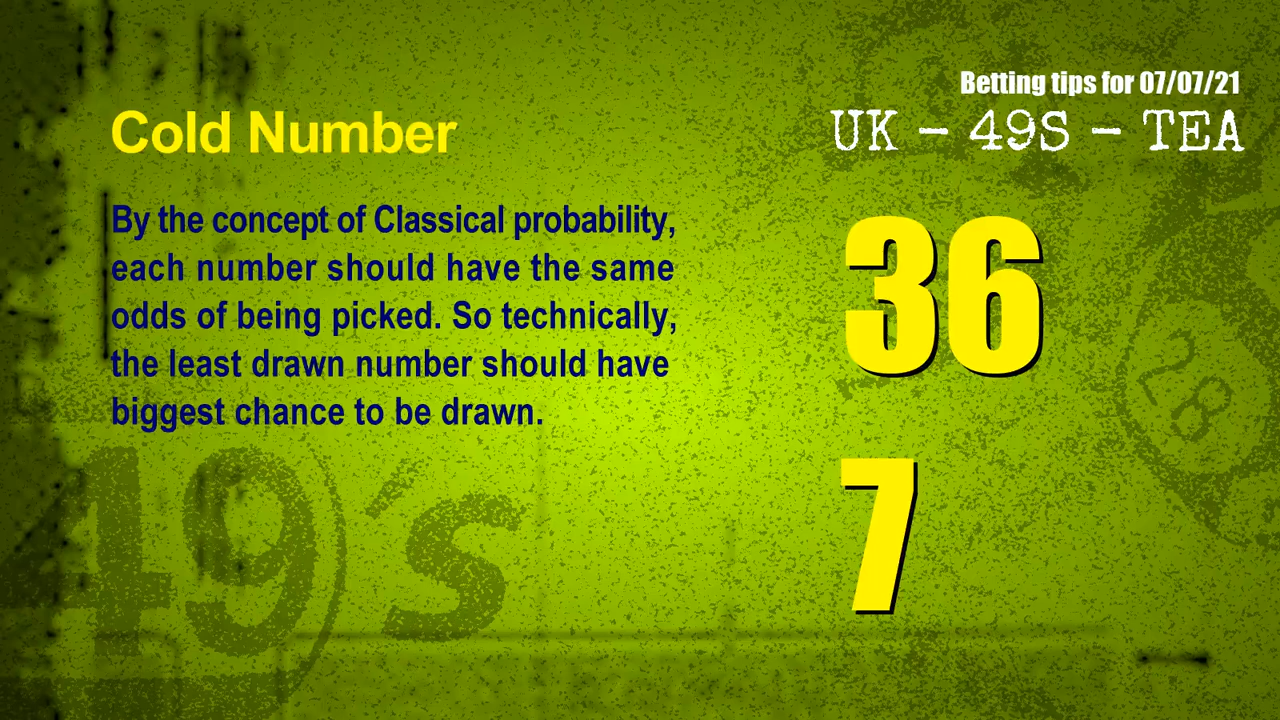 Betting tips for 07/07/21
UK - 49S - TEA
Cold Number
By the concept of Classical probability,
each number should have the same
odds of being picked. So technically,
the least drawn number should have
biggest chance to be drawn.
36
7
49's
28